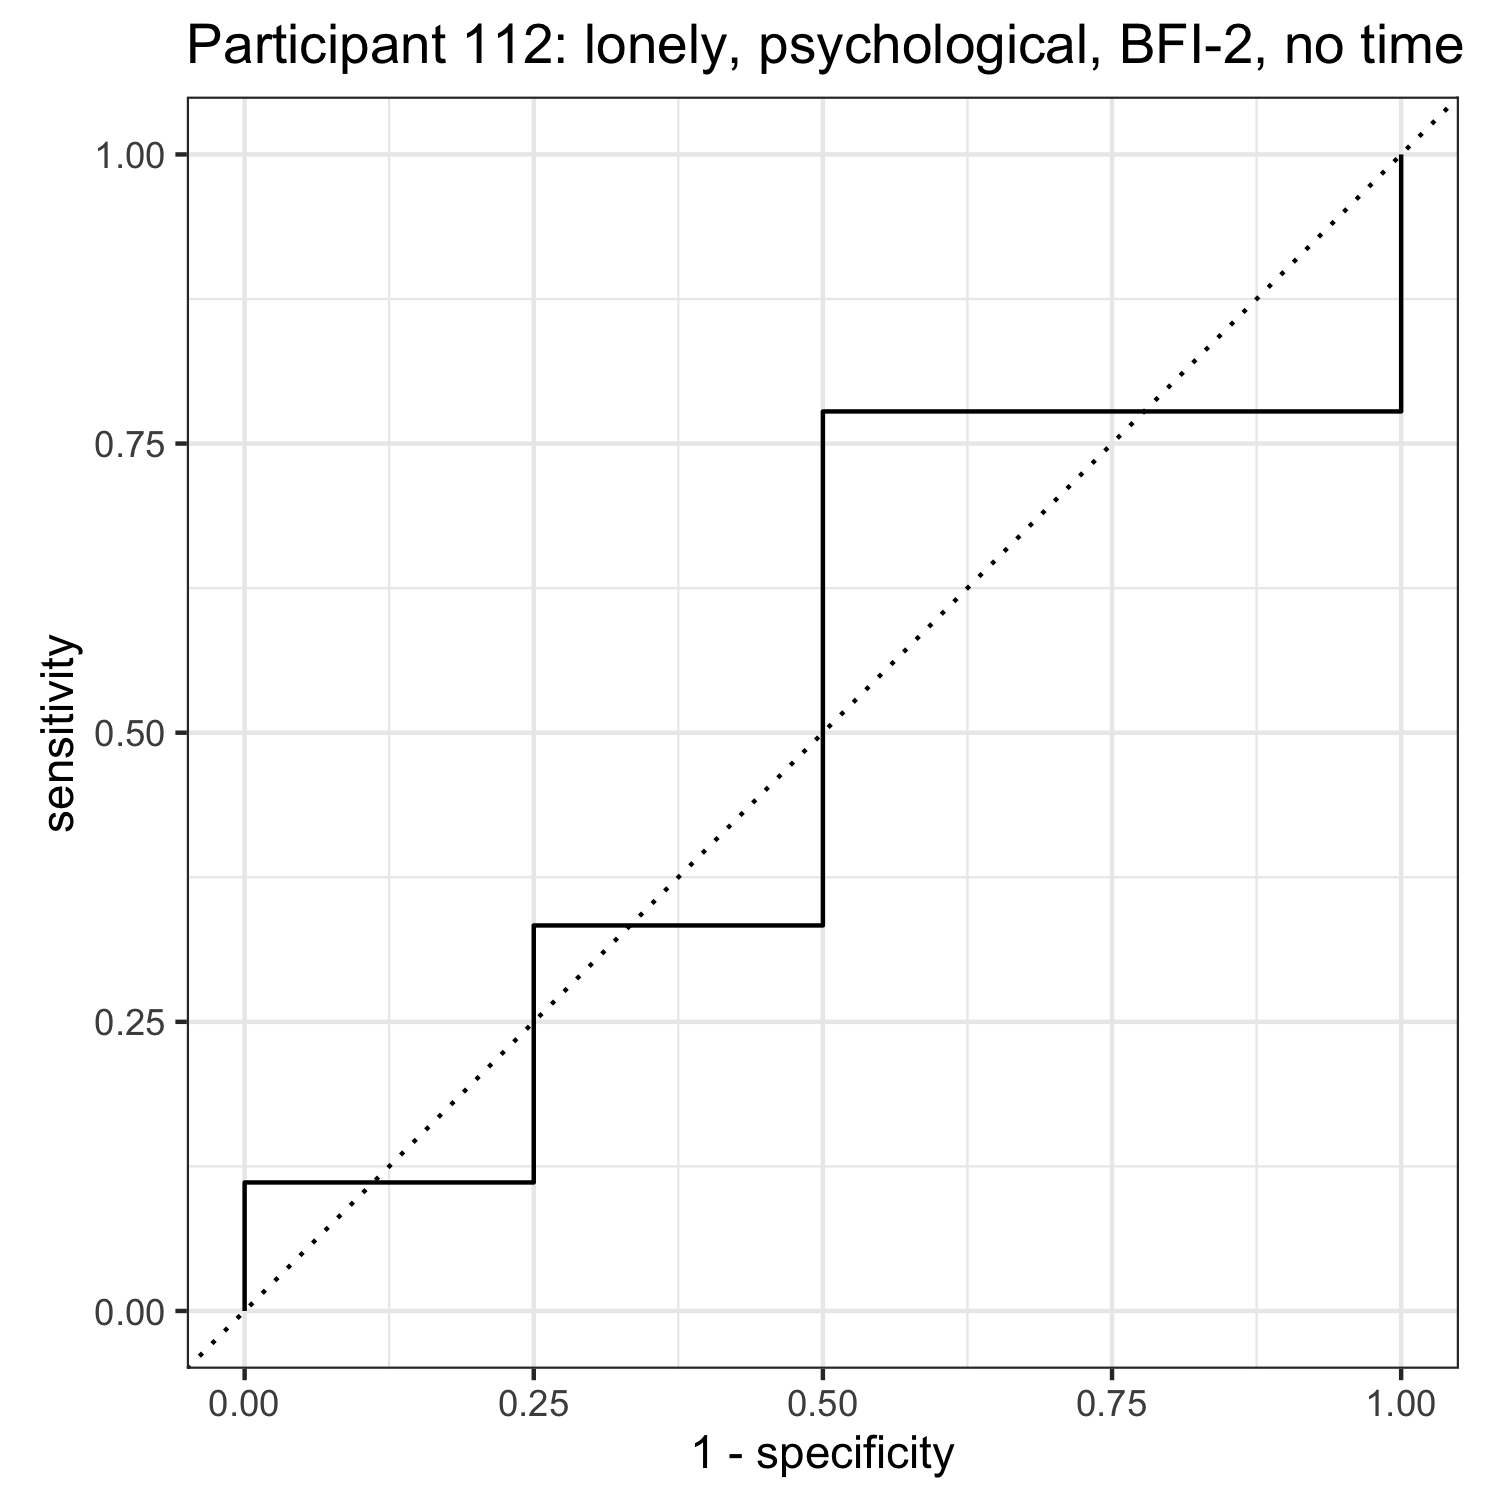 Participant 112: lonely, psychological, BFI-2, no time
1.00
0.75
0.50
0.25
0.00
sensitivity
0.00 0.25 0.50 0.75 1.00
1 - specificity